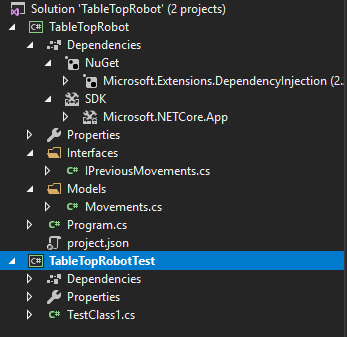 Solution 'TableTopRobot' (2 projects)
C# TableTopRobot
Dependencies
NuGet
Microsoft.Extensions.DependencyInjection (2.
SDK
Microsoft.NETCore.App
Properties
Interfaces
C# IPreviousMovements.cs
Models
C# Movements.cs
C# Program.cs
project.json
C# TableTopRobotTest
Dependencies
Properties
C# TestClass1.cs